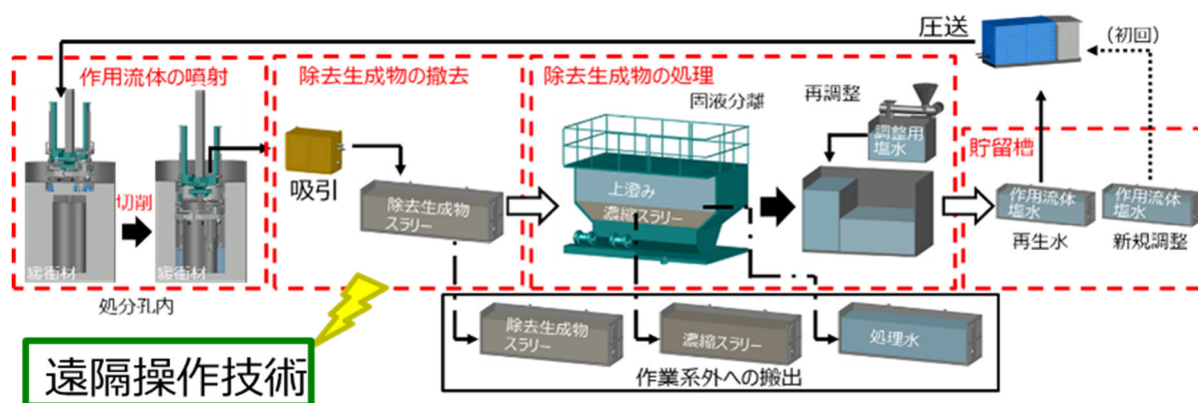 圧送
(初回)
作用流体の噴射
除去生成物の撤去
除去生成物の処理
固液分離
再調整
調整用
塩水
貯留槽
切削
吸引
除去生成物
スラリー
上澄み
濃縮スラリー
作用流体
塩水
作用流体
塩水
再生水
新規調整
緩衝材
緩衝材
処分孔内
除去生成物
スラリー
濃縮スラリー
処理水
作業系外への搬出
遠隔操作技術